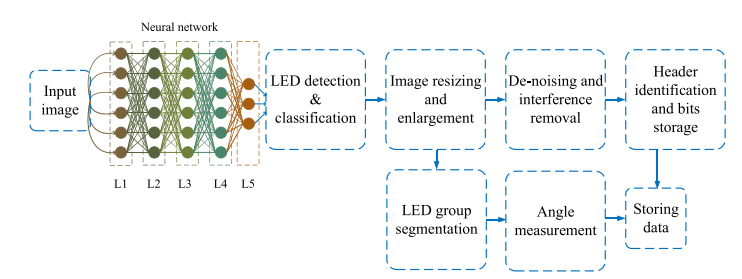 Neural network
Input
image
L1
L2
L3
L4
L5
LED detection
&
classification
Image resizing
and
enlargement
De-noising and
interference
removal
Header
identification
and bits
storage
LED group
segmentation
Angle
measurement
Storing
data